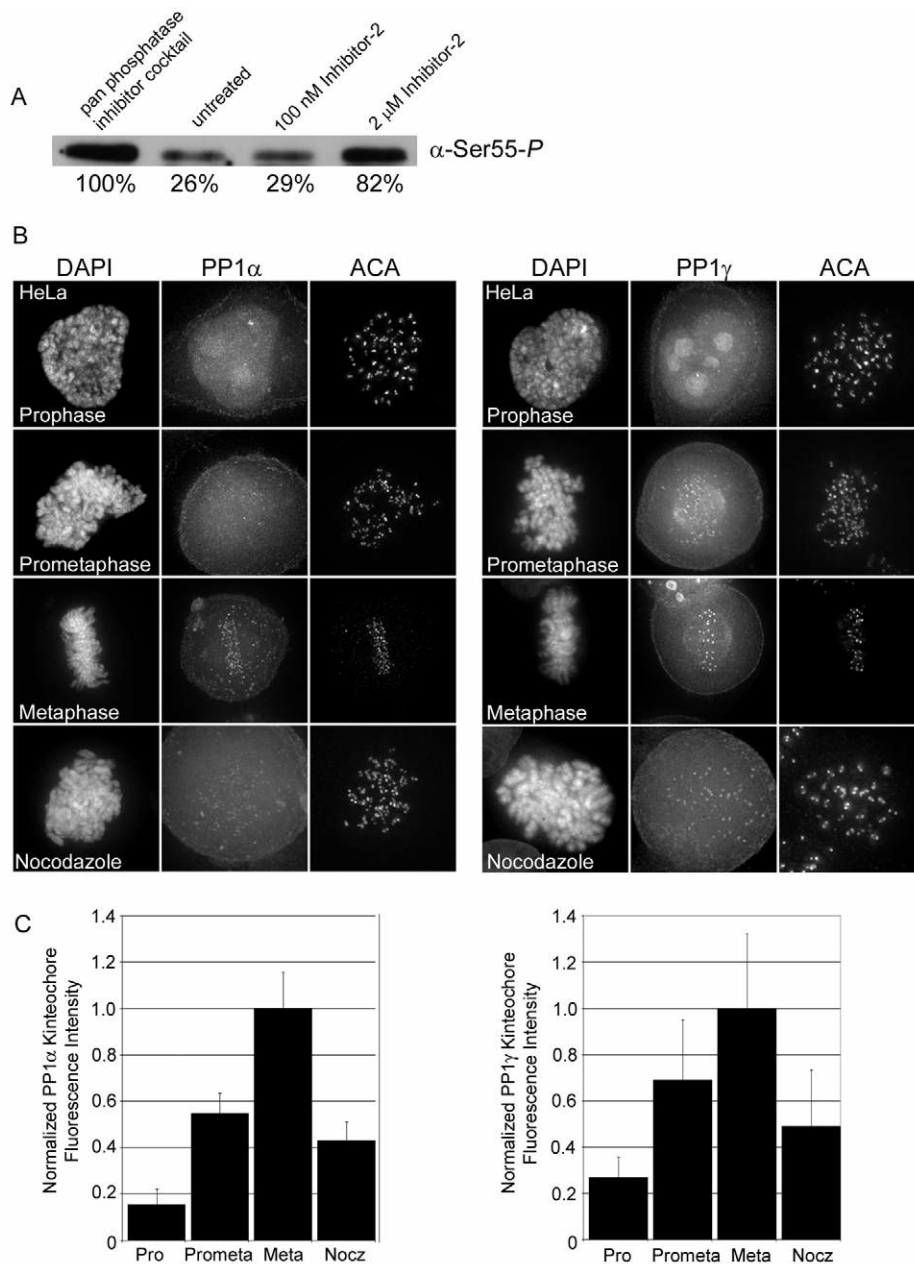 A
pan phosphatase
inhibitor cocktail
untreated
100 nM Inhibitor-2
2 µM Inhibitor-2
α-Ser55-P
100% 26% 29% 82%
B
DAPI PP1α ACA
HeLa
Prophase
Prometaphase
Metaphase
Nocodazole
DAPI PP1γ ACA
HeLa
Prophase
Prometaphase
Metaphase
Nocodazole
C
Normalized PP1α Kinteochore
Fluorescence Intensity
1.4
1.2
1.0
0.8
0.6
0.4
0.2
0
Pro Prometa Meta Nocz
Normalized PP1γ Kinteochore
Fluorescence Intensity
1.4
1.2
1.0
0.8
0.6
0.4
0.2
0
Pro Prometa Meta Nocz